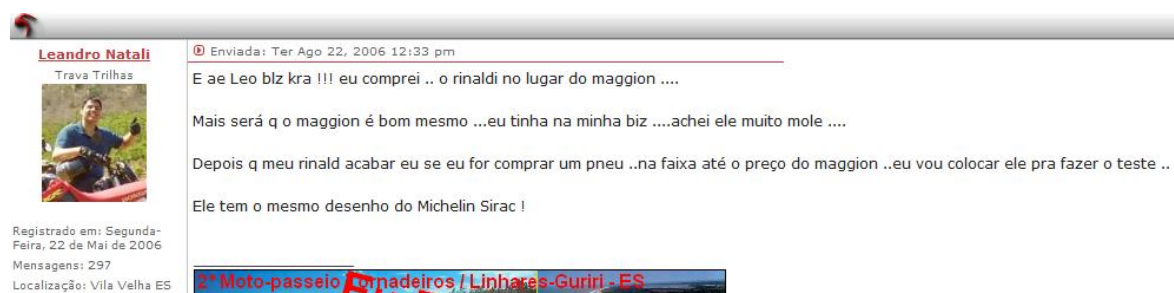 Leandro Natali
Trava Trilhas
Registrado em: Segunda-
Feira, 22 de Mai de 2006
Mensagens: 297
Localização: Vila Velha ES
Enviada: Ter Ago 22, 2006 12:33 pm
E ae Leo blz kra !!! eu comprei .. o rinaldi no lugar do maggion ....
Mais será q o maggion é bom mesmo ...eu tinha na minha biz ....achei ele muito mole ....
Depois q meu rinald acabar eu se eu for comprar um pneu ..na faixa até o preço do maggion ..eu vou colocar ele pra fazer o teste ..
Ele tem o mesmo desenho do Michelin Sirac !
2º Moto-passeio Tornadeiros / Linhares-Guriri - ES